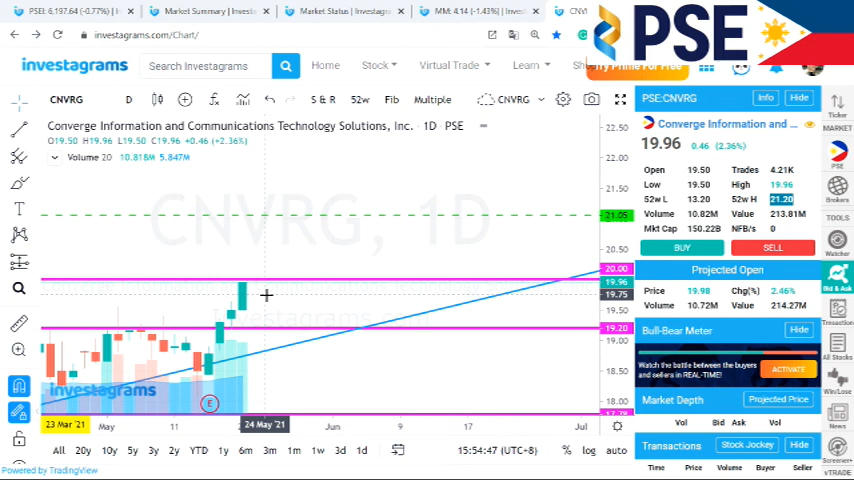 PSEI: 6,197.64 (-0.77%) | Inv
Market Summary | Investa
Market Status | Investagra
MM: 4.14 (-1.43%) | Investa
CNV
PSE
investagrams.com/Chart/
investagrams
Search Investagrams
Home
Stock
Virtual Trade
Learn
Try Prime For Free
CNVRG
D
S & R
52w
Fib
Multiple
CNVRG
Converge Information and Communications Technology Solutions, Inc. · 1D · PSE
O19.50 H19.96 L19.50 C19.96 +0.46 (+2.36%)
Volume 20 10.818M 5.847M
CNVRG, 1D
Investagrams
investagrams
E
22.50
22.00
21.50
21.05
20.50
20.00
19.96
19.75
19.50
19.20
19.00
18.50
18.00
17.78
23 Mar '21
May
11
24 May '21
Jun
9
17
Jul
All
20y
10y
5y
3y
2y
YTD
1y
6m
3m
1m
1w
3d
1d
15:54:47 (UTC+8)
%
log
auto
Powered by TradingView
PSE:CNVRG
Info
Hide
Converge Information and ...
19.96 0.46 (2.36%)
Open 19.50 Trades 4.21K
Low 19.50 High 19.96
52w L 13.20 52w H 21.20
Volume 10.82M Value 213.81M
Mkt Cap 150.22B NFB/s 0
BUY
SELL
Projected Open
Price 19.98 Chg(%) 2.46%
Volume 10.72M Value 214.27M
Bull-Bear Meter
Hide
Watch the battle between the buyers
and sellers in REAL-TIME!
ACTIVATE
Market Depth
Projected Price
Vol Bid Ask Vol
Transactions
Stock Jockey
Hide
Time Price Volume Buyer Seller
Ticker
MARKET
PSE
Brokers
TOOLS
Watcher
Bid & Ask
Transaction
All Stocks
Win/Lose
News
Screener+
vTRADE